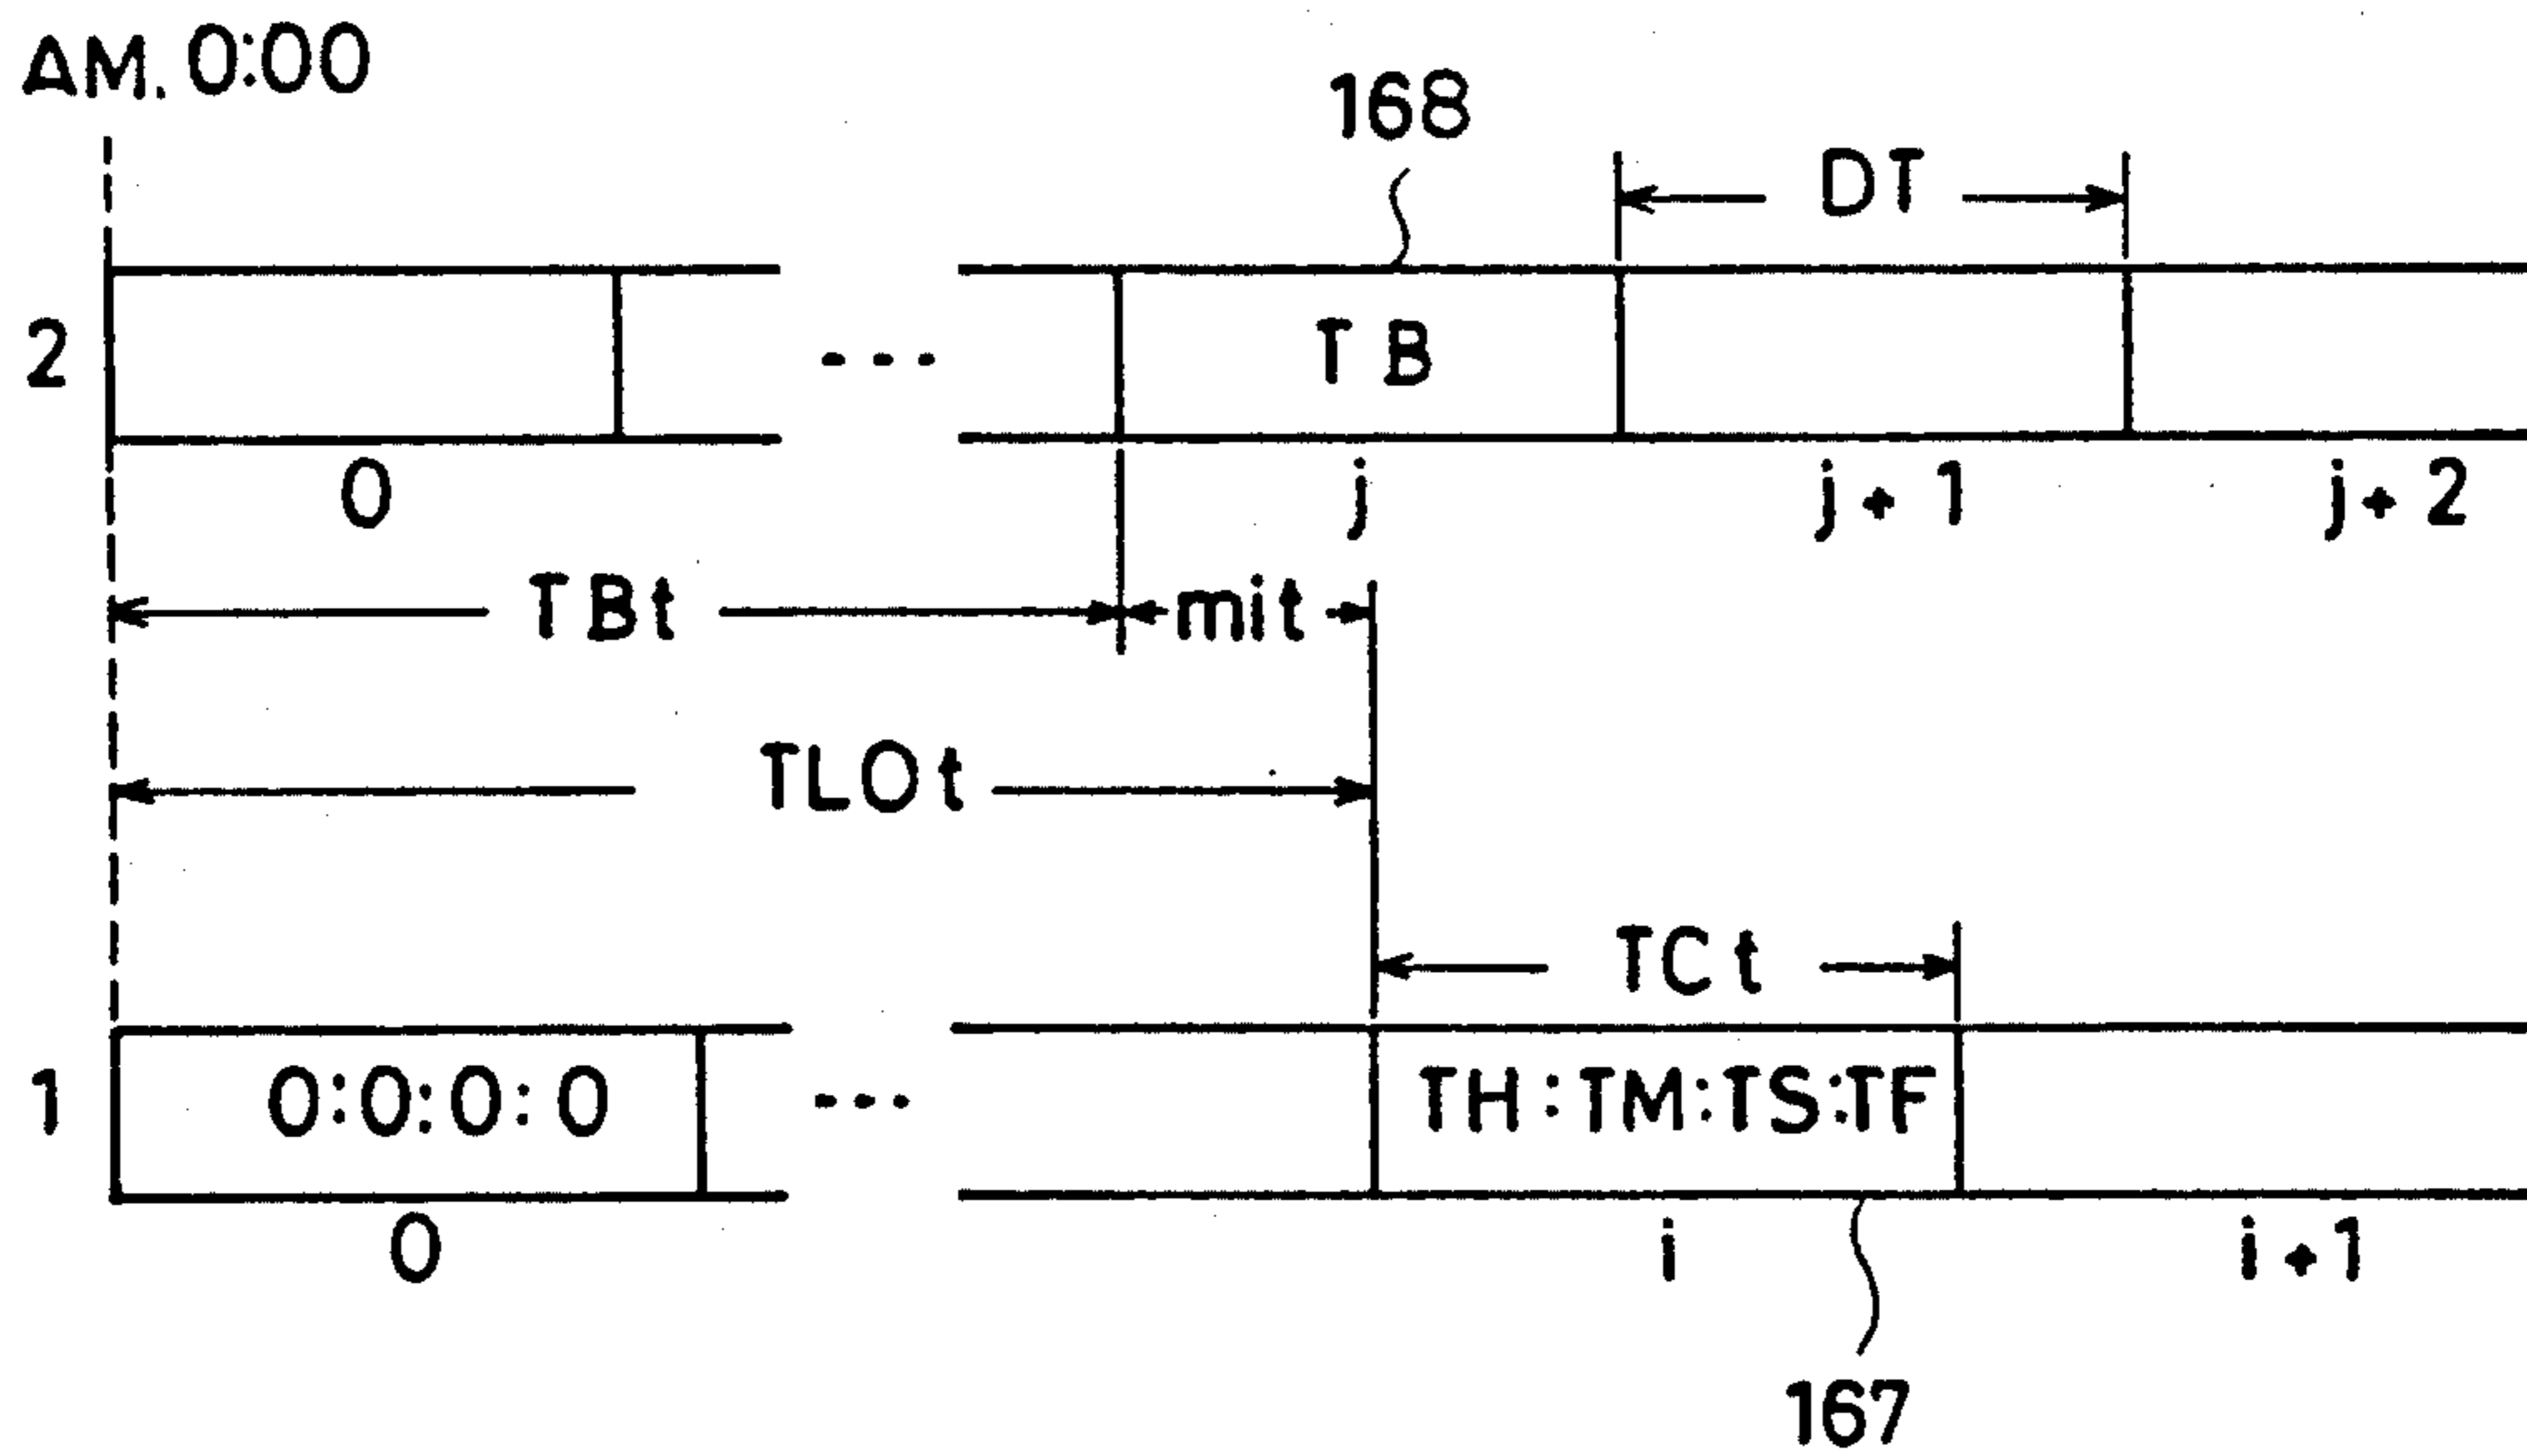 AM. 0:00
168
DT
2
TB
0
j
j+1
j+2
TBt
mit
TLOt
TCt
1
0:0:0:0
TH:TM:TS:TF
0
i
i+1
167